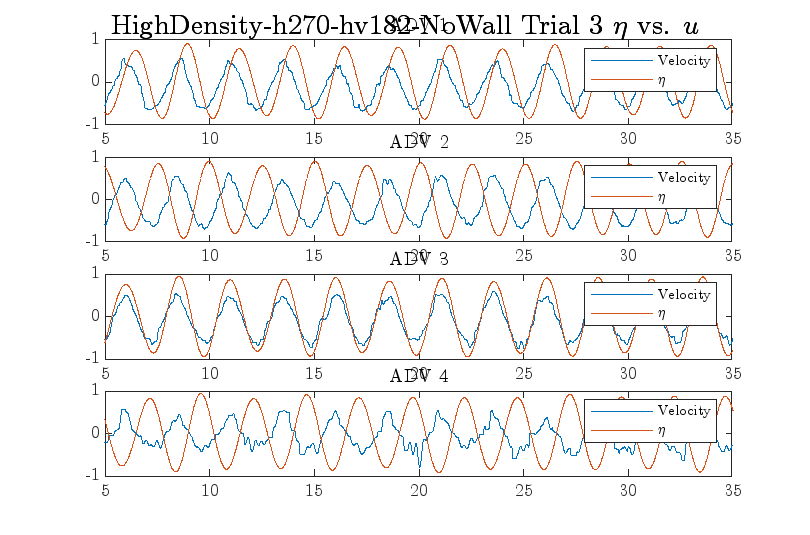 HighDensity-h270-hv182-NoWall Trial 3 η vs. u
ADV 1
1
0
-1
Velocity
η
5 10 15 20 25 30 35
ADV 2
1
0
-1
Velocity
η
5 10 15 20 25 30 35
ADV 3
1
0
-1
Velocity
η
5 10 15 20 25 30 35
ADV 4
1
0
-1
Velocity
η
5 10 15 20 25 30 35